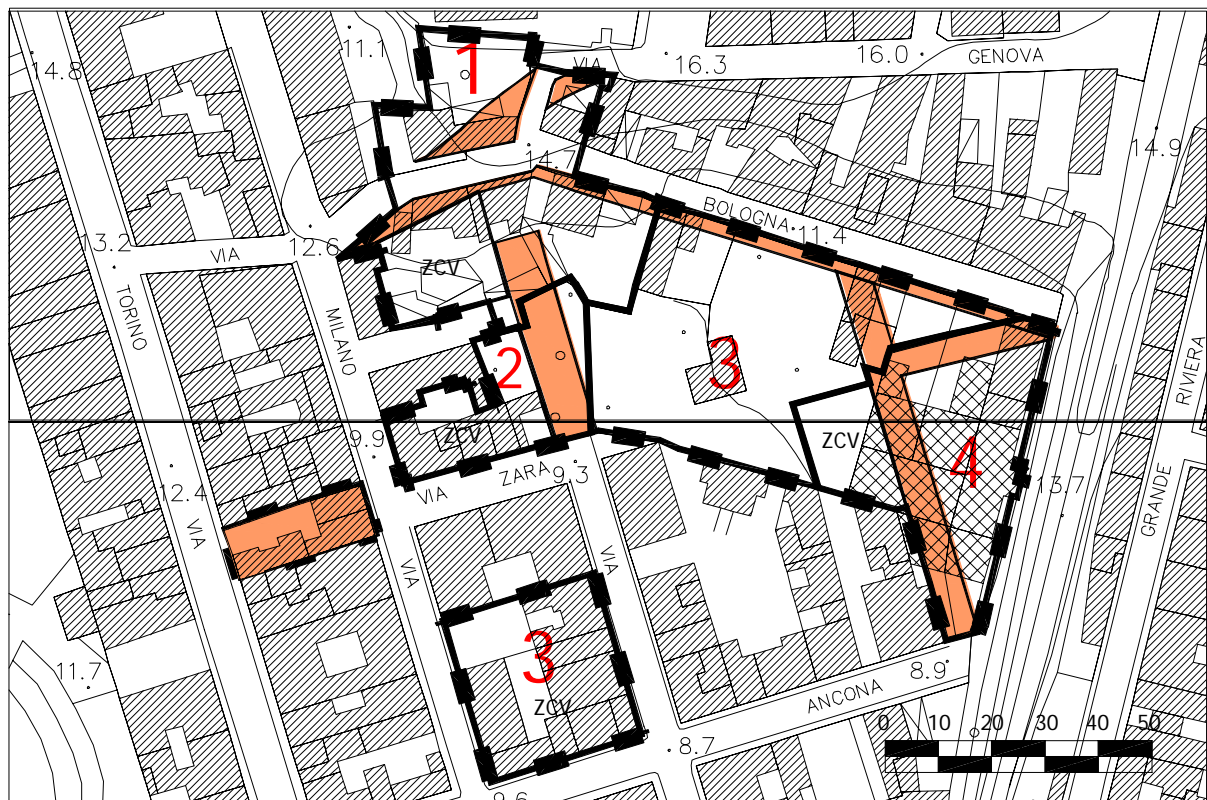 11.1
1
VIA
16.3
16.0
GENOVA
14.8
14.7
14.9
BOLOGNA
11.4
13.2
VIA
12.6
ZCV
TORINO
MILANO
2
3
RIVIERA
9.9
ZCV
ZCV
4
12.4
VIA
VIA
ZARA
9.3
13.7
GRANDE
VIA
VIA
3
11.7
ZCV
ANCONA
8.9
8.7
0 10 20 30 40 50
9.6